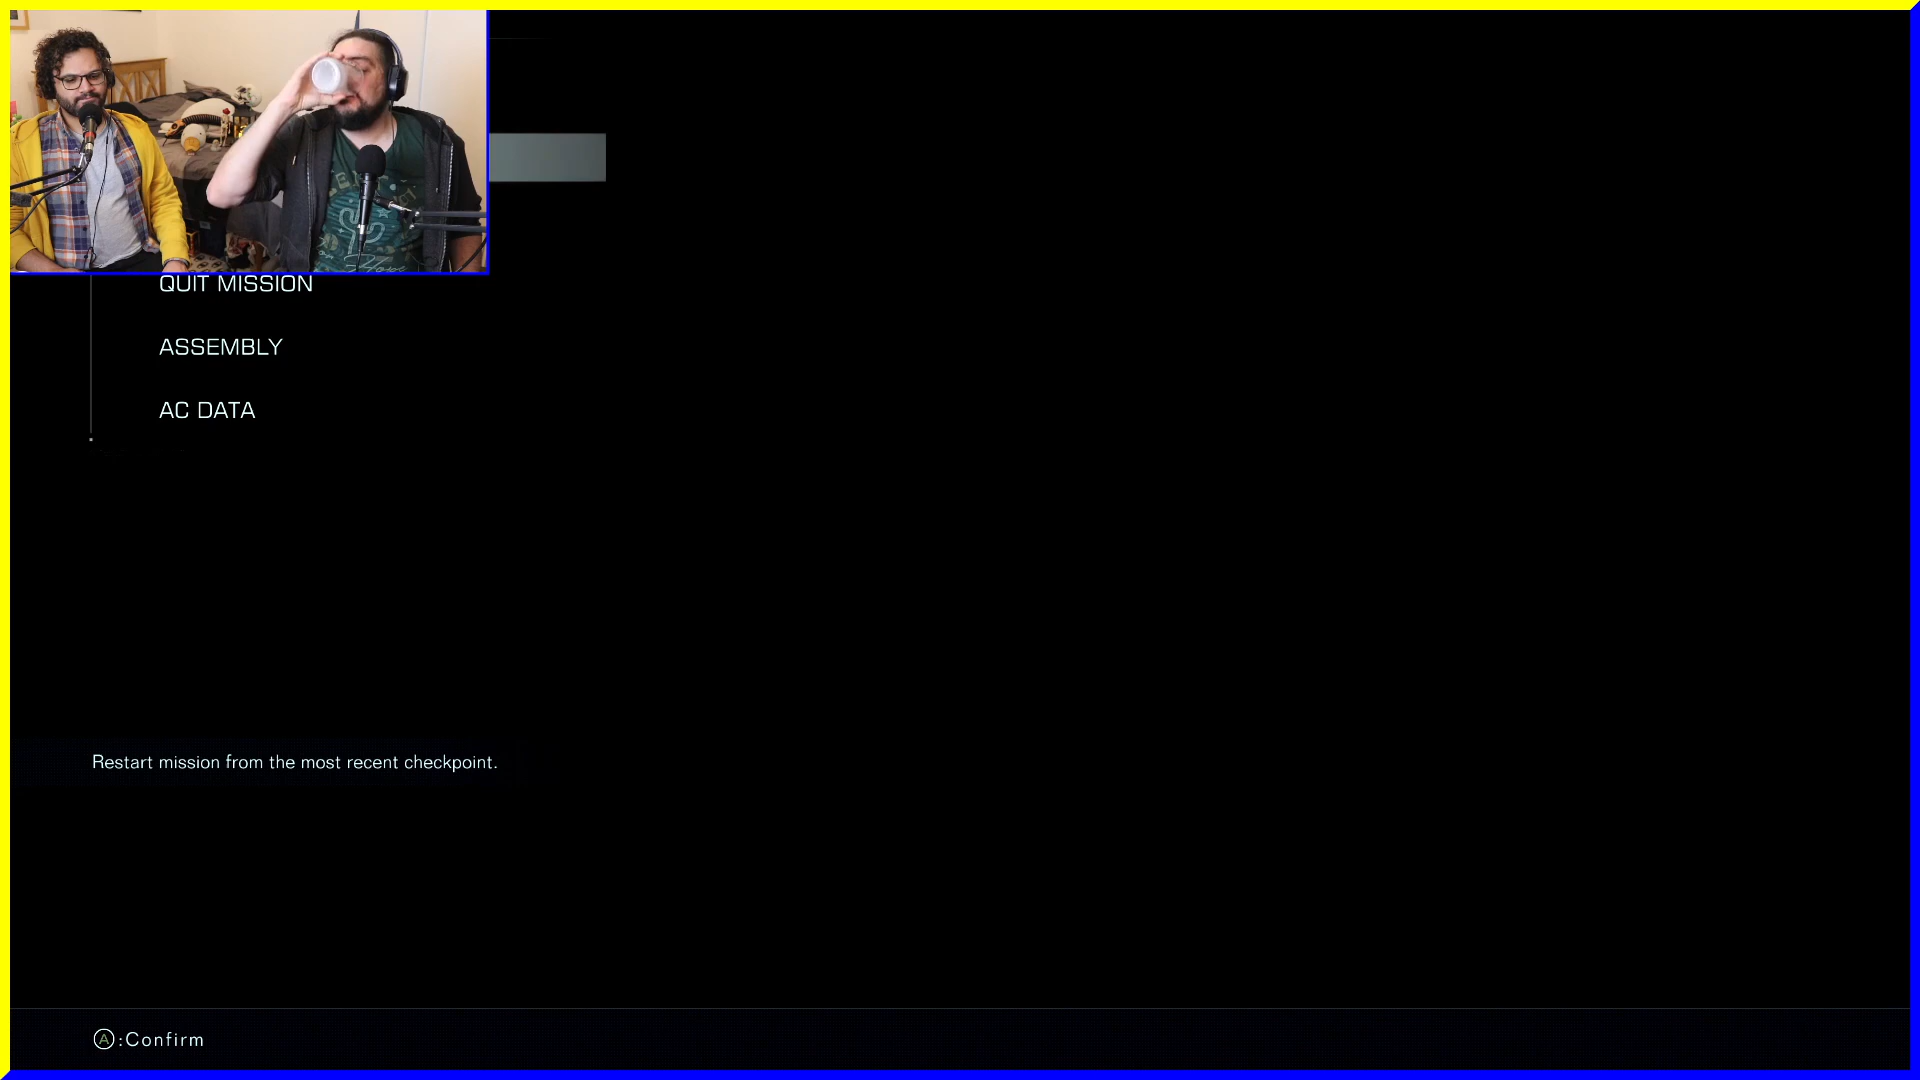 QUIT MISSION
ASSEMBLY
AC DATA
Restart mission from the most recent checkpoint.
A:Confirm